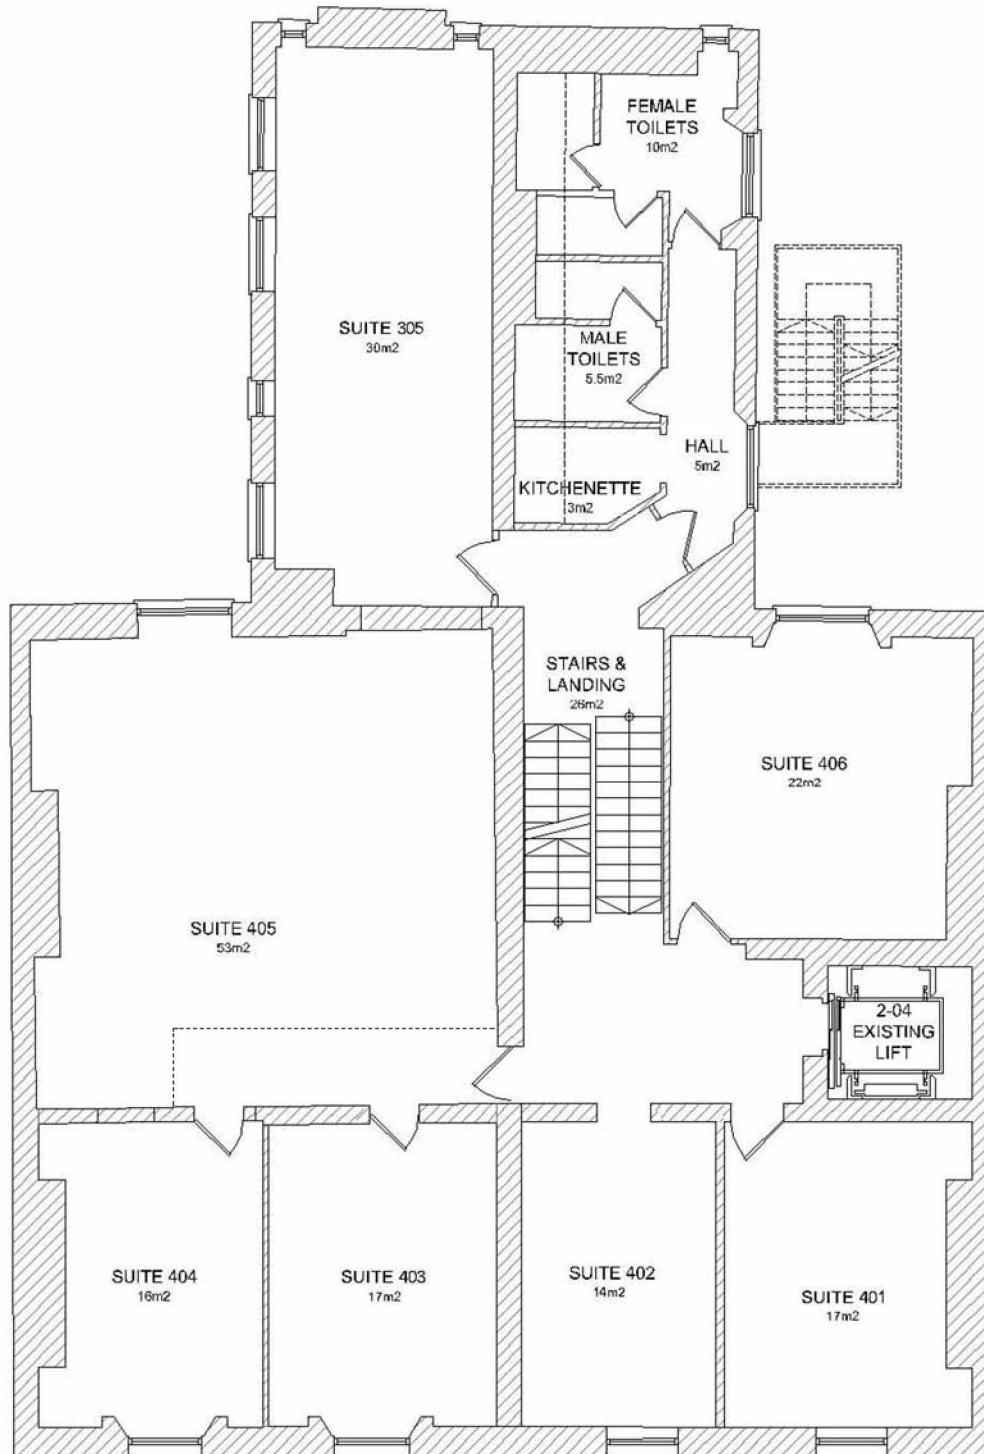 FEMALE
TOILETS
10m2
SUITE 305
30m2
MALE
TOILETS
5.5m2
HALL
5m2
KITCHENETTE
3m2
STAIRS &
LANDING
26m2
SUITE 406
22m2
SUITE 405
53m2
2-04
EXISTING
LIFT
SUITE 404
16m2
SUITE 403
17m2
SUITE 402
14m2
SUITE 401
17m2